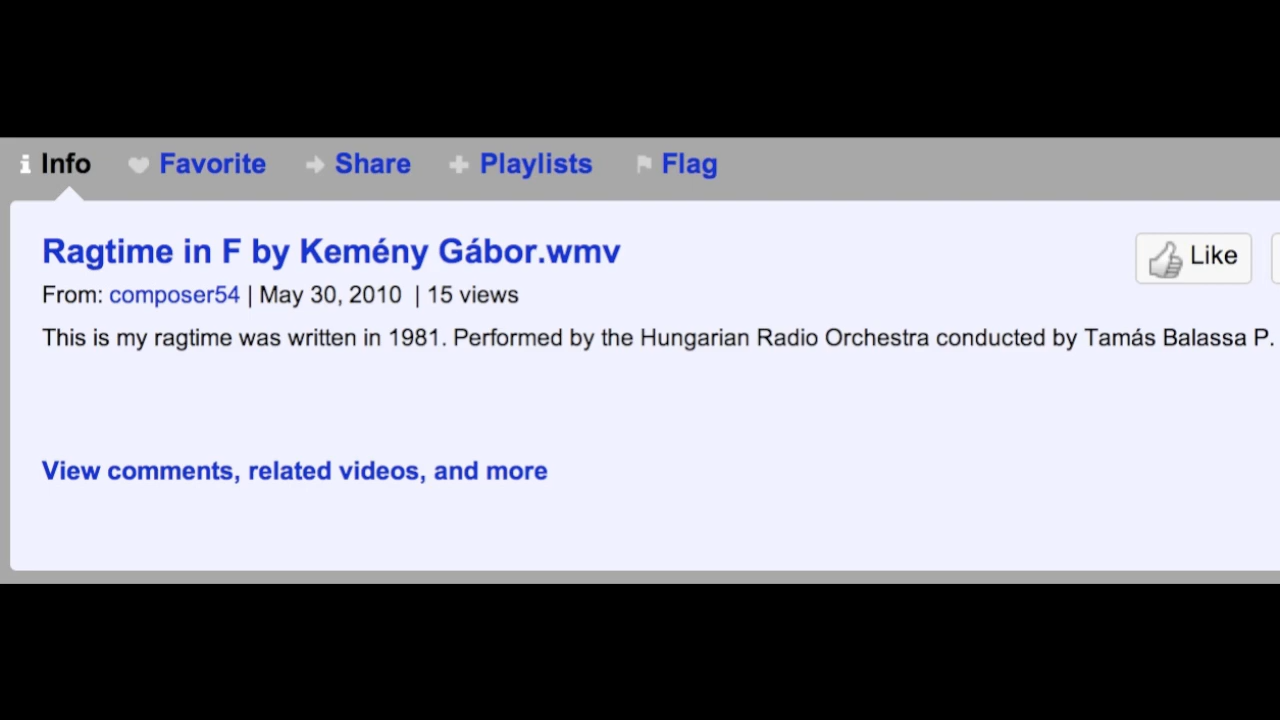 Info Favorite Share Playlists Flag
Ragtime in F by Kemény Gábor.wmv
Like
From: composer54 | May 30, 2010 | 15 views
This is my ragtime was written in 1981. Performed by the Hungarian Radio Orchestra conducted by Tamás Balassa P.
View comments, related videos, and more